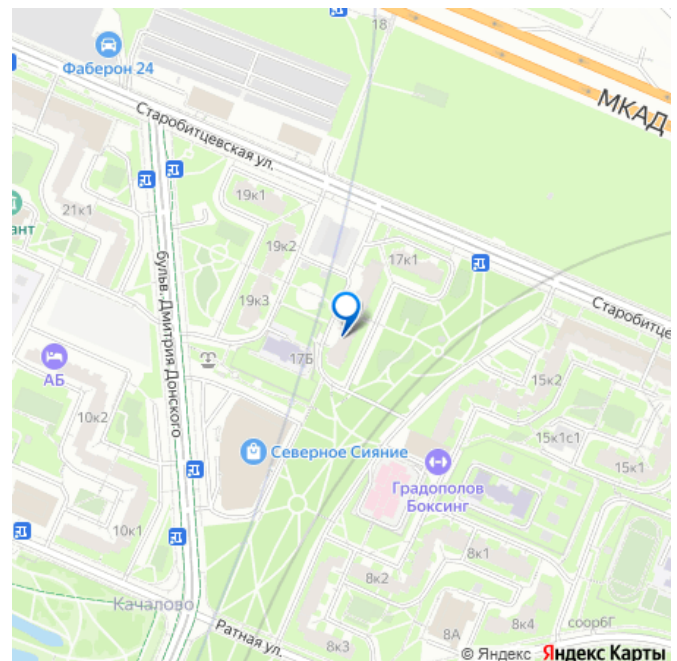 18
Фаберон 24
МКАД
Старобитцевская ул.
19к1
21к1
ант
19к2
17к1
бульв. Дмитрия Донского
19к3
Старобитце
17Б
АБ
15к2
10к2
15к1с1
Северное Сияние
15к1
Градополов
Боксинг
10к1
8к1
8к2
Качалово
8к4
соор6Г
Ратная ул.
8А
8к3
© Яндекс Яндекс Карты